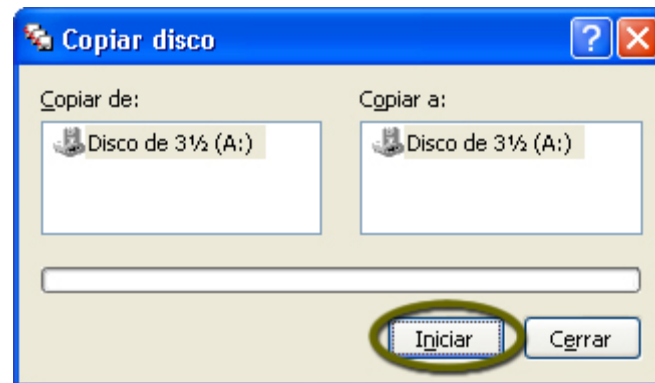 Copiar disco
Copiar de: Copiar a:
Disco de 3½ (A:) Disco de 3½ (A:)
Iniciar Cerrar